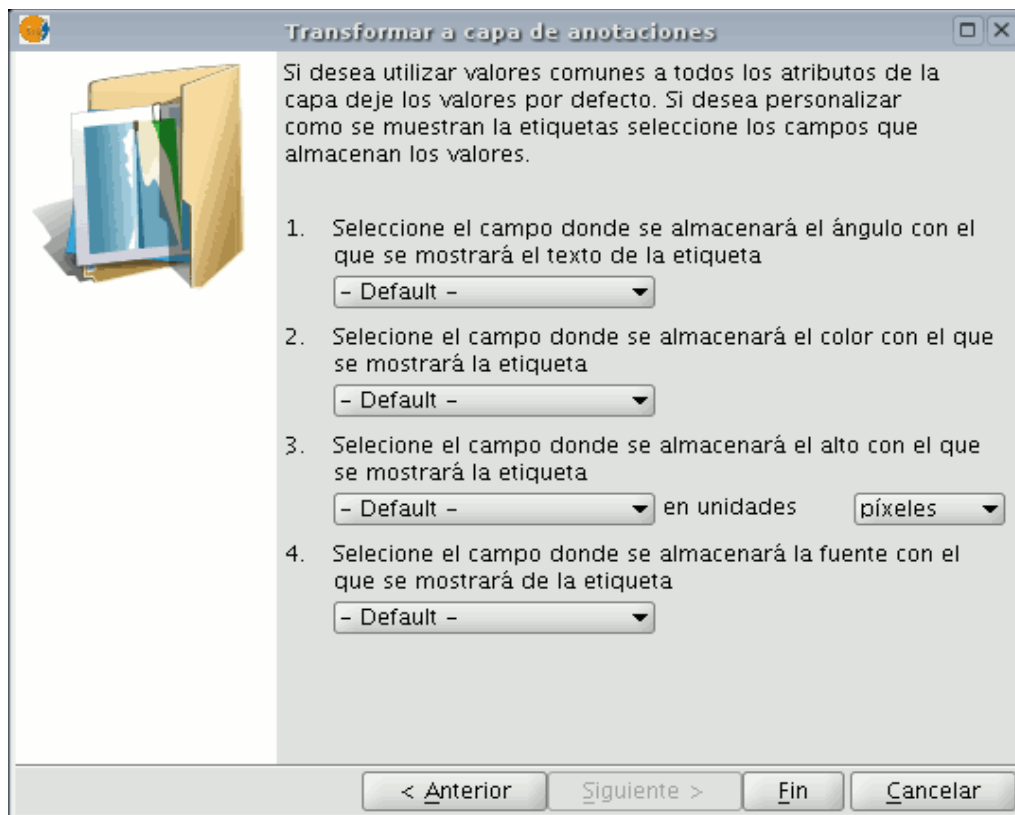 Transformar a capa de anotaciones
Si desea utilizar valores comunes a todos los atributos de la
capa deje los valores por defecto. Si desea personalizar
como se muestran la etiquetas seleccione los campos que
almacenan los valores.
1. Seleccione el campo donde se almacenará el ángulo con el
que se mostrará el texto de la etiqueta
- Default -
2. Selecione el campo donde se almacenará el color con el que
se mostrará la etiqueta
- Default -
3. Selecione el campo donde se almacenará el alto con el que
se mostrará la etiqueta
- Default - en unidades píxeles
4. Selecione el campo donde se almacenará la fuente con el
que se mostrará de la etiqueta
- Default -
< Anterior Siguiente > Fin Cancelar